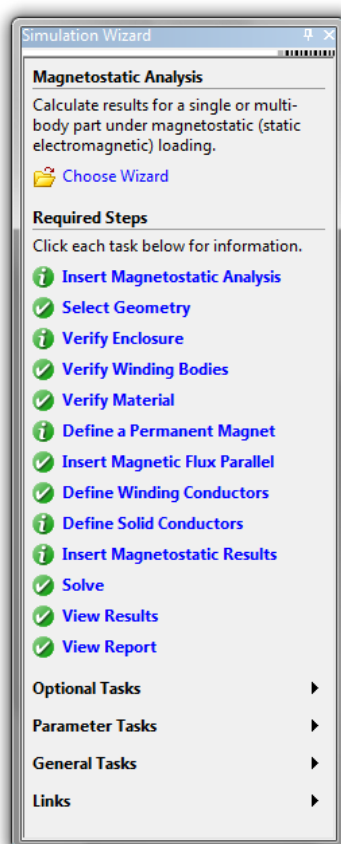 Simulation Wizard
Magnetostatic Analysis
Calculate results for a single or multi-
body part under magnetostatic (static
electromagnetic) loading.
Choose Wizard
Required Steps
Click each task below for information.
Insert Magnetostatic Analysis
Select Geometry
Verify Enclosure
Verify Winding Bodies
Verify Material
Define a Permanent Magnet
Insert Magnetic Flux Parallel
Define Winding Conductors
Define Solid Conductors
Insert Magnetostatic Results
Solve
View Results
View Report
Optional Tasks
Parameter Tasks
General Tasks
Links